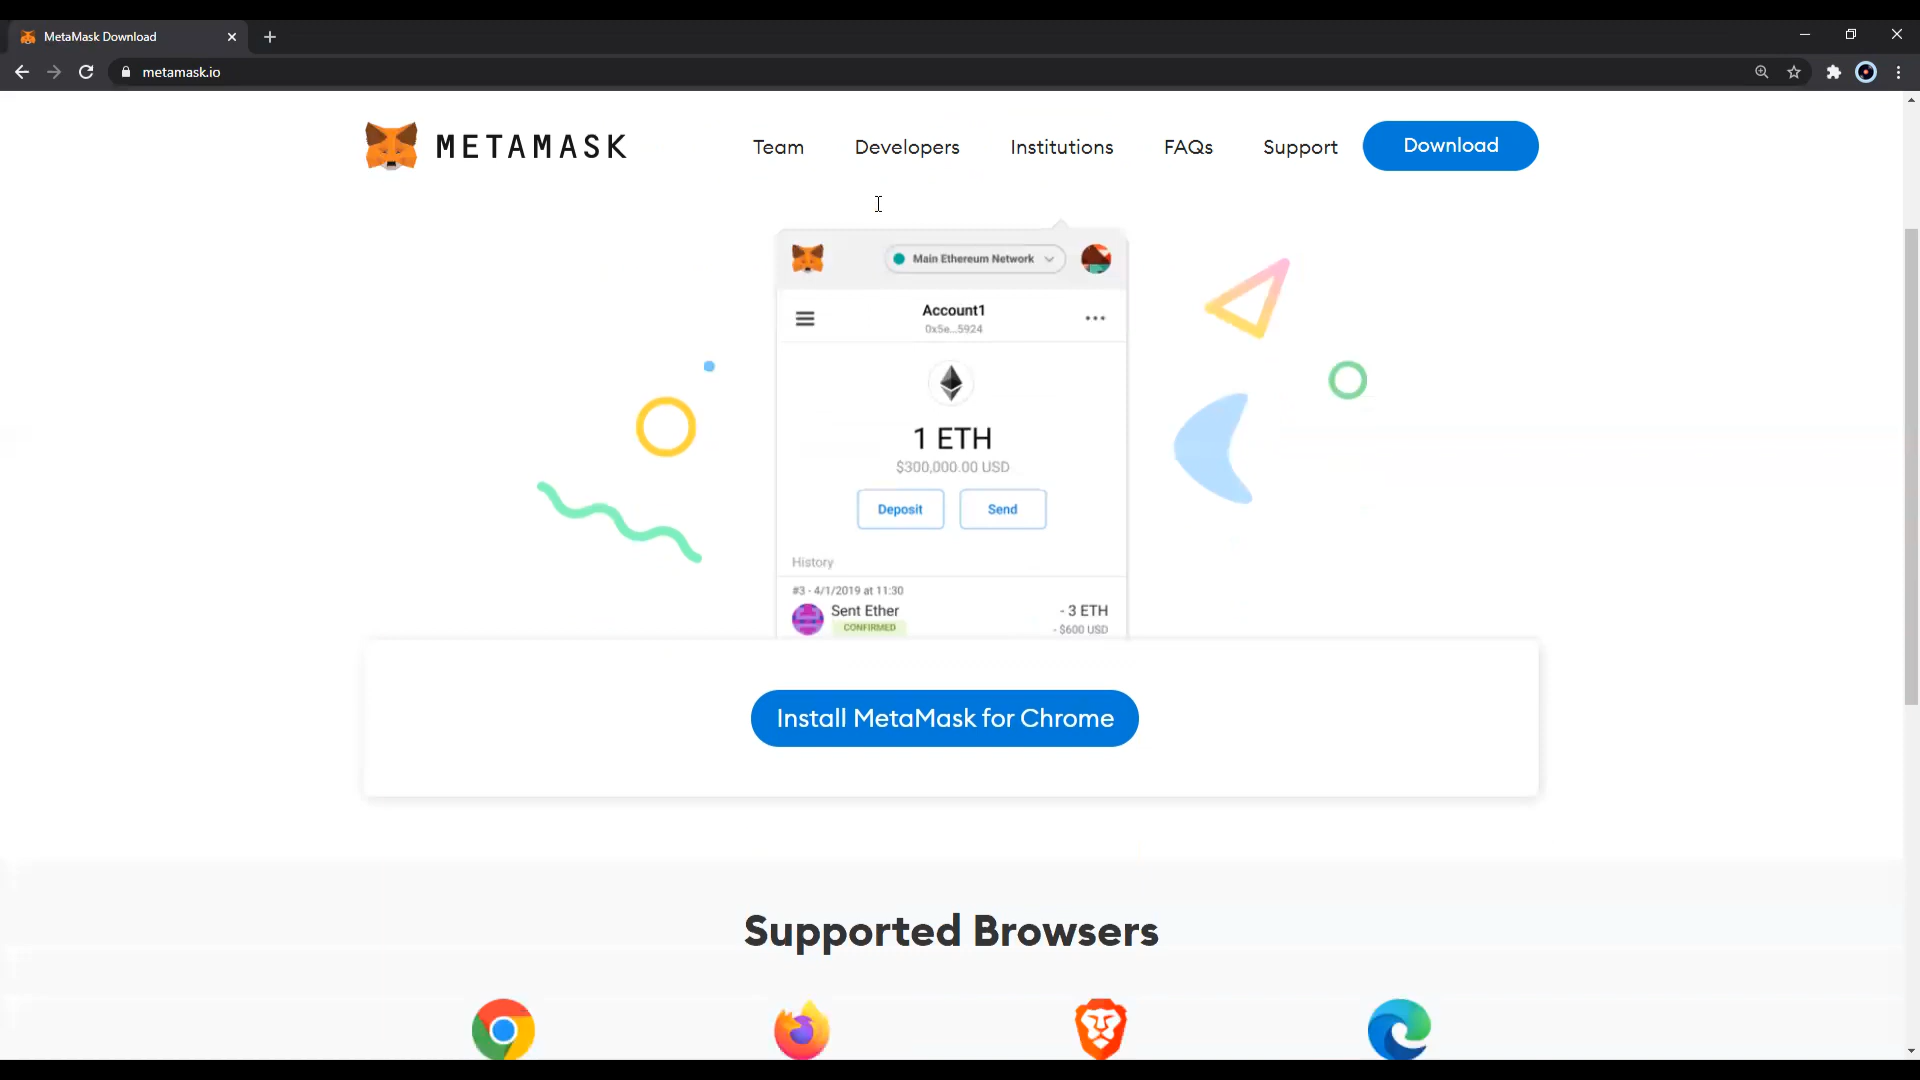 MetaMask Download
metamask.io
METAMASK
Team
Developers
Institutions
FAQs
Support
Download
Main Ethereum Network
Account1
0x5e...5924
1 ETH
$300,000.00 USD
Deposit
Send
History
#3 - 4/1/2019 at 11:30
Sent Ether
- 3 ETH
CONFIRMED
- $600 USD
Install MetaMask for Chrome
Supported Browsers